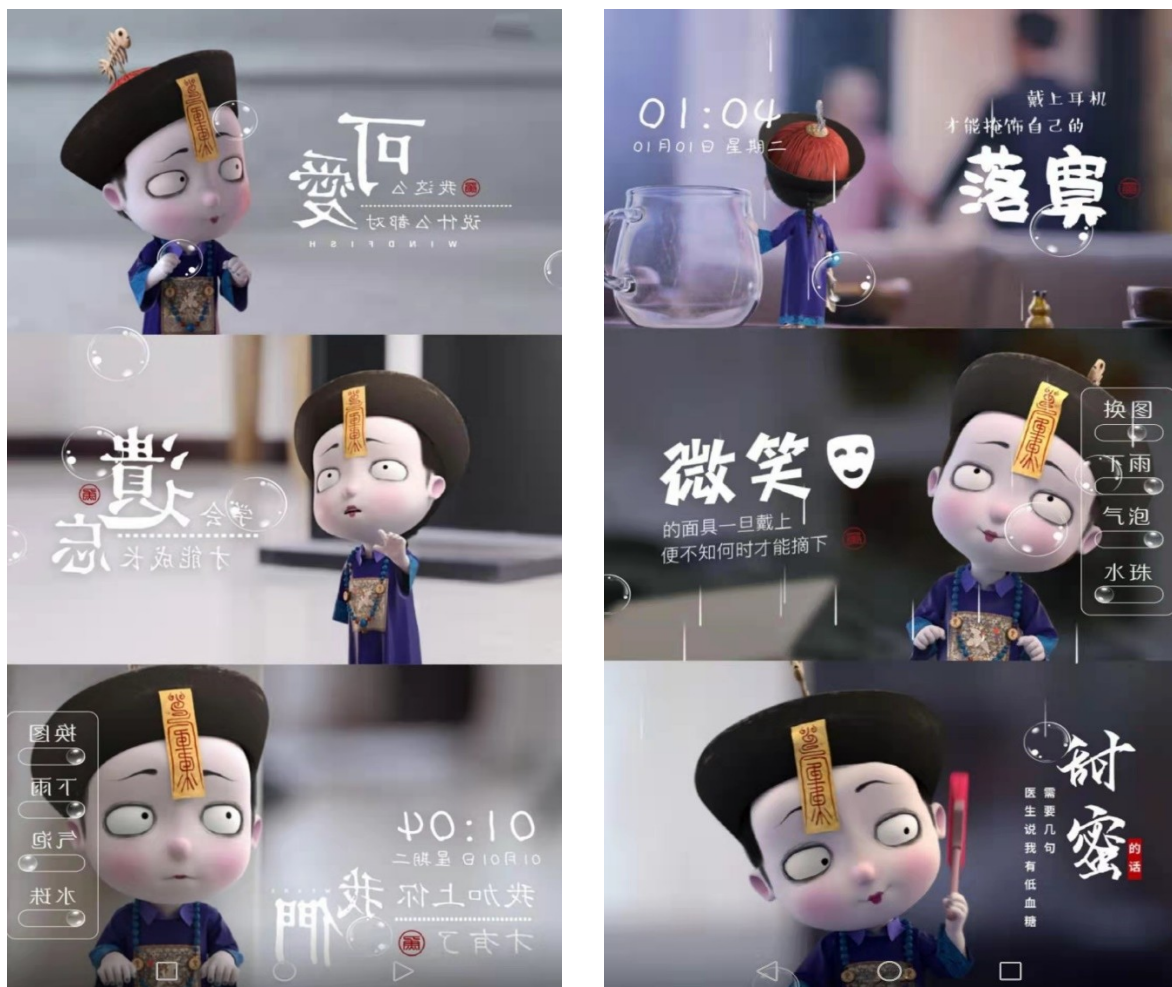 可愛
我这么
说什么都对
WINDFISH
遺忘
学会
才能成长
换图
下雨
气泡
水珠
01:04
01月01日 星期二
我加上你
才有了
我們
01:04
01月01日 星期二
戴上耳机
才能掩饰自己的
落寞
微笑
的面具一旦戴上
便不知何时才能摘下
换图
下雨
气泡
水珠
甜蜜
的话
需要几句
医生说我有低血糖